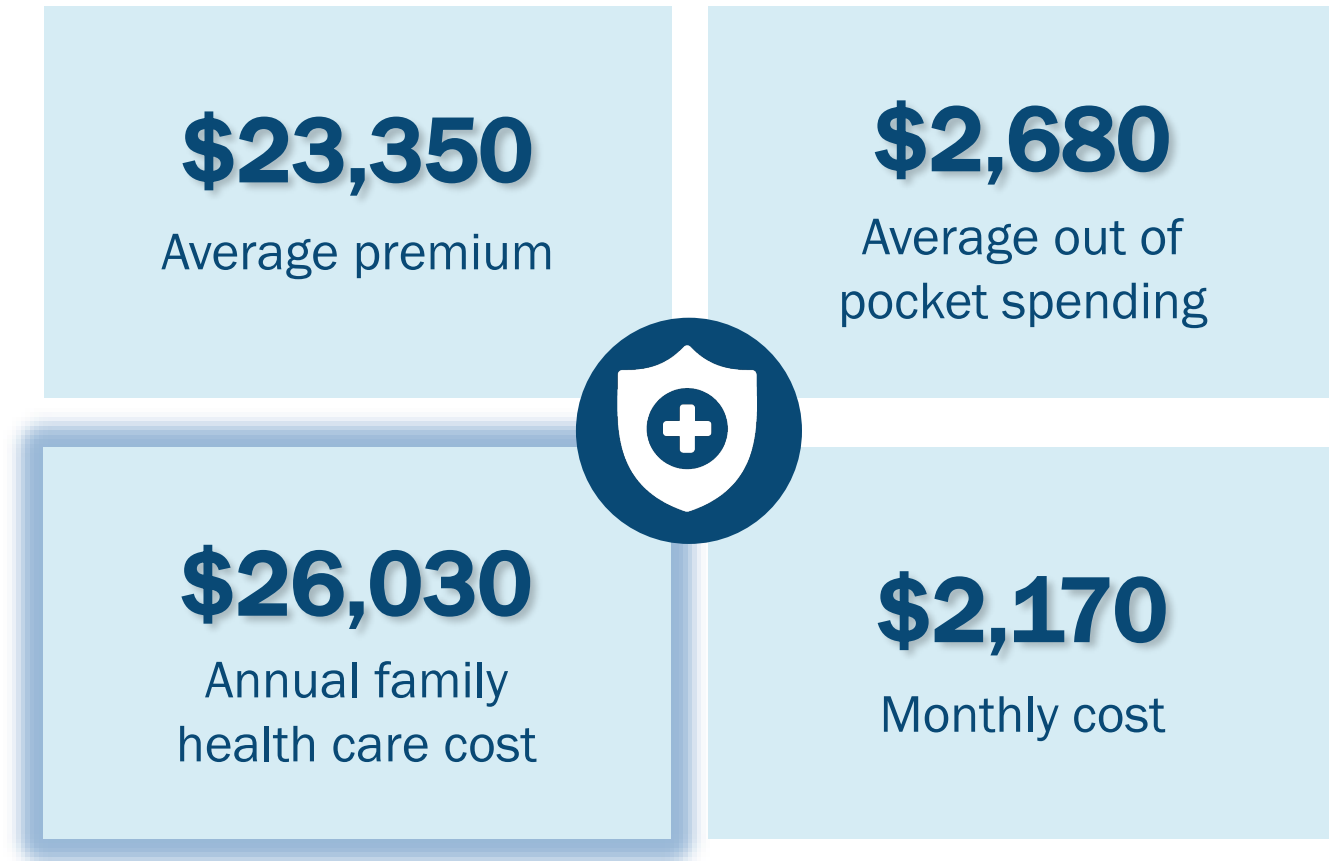 $23,350
Average premium
$2,680
Average out of
pocket spending
$26,030
Annual family
health care cost
$2,170
Monthly cost